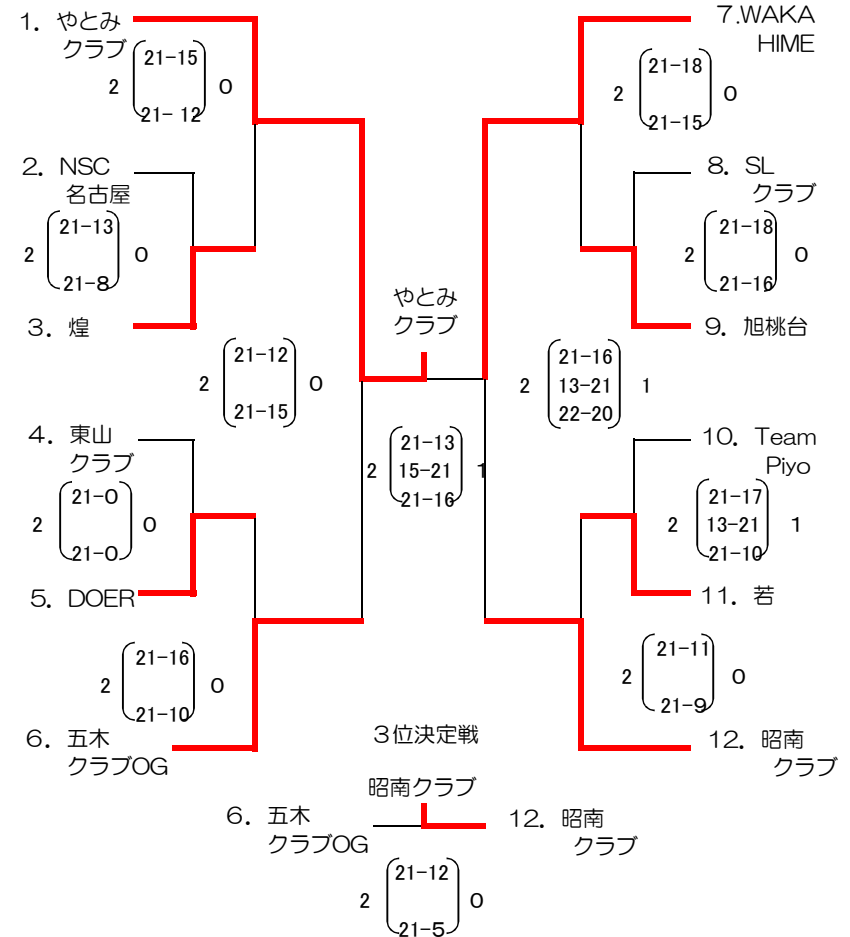 1. やとみ
クラブ
21-15
2 0
21- 12
2. NSC
名古屋
21-13
2 0
21-8
3. 煌
21-12
2 0
21-15
4. 東山
クラブ
21-0
2 0
21-0
5. DOER
21-16
2 0
21-10
6. 五木
クラブOG
やとみ
クラブ
21-13
2 15-21 1
21-16
7.WAKA
HIME
21-18
2 0
21-15
8. SL
クラブ
21-18
2 0
21-16
9. 旭桃台
21-16
2 13-21 1
22-20
10. Team
Piyo
21-17
2 13-21 1
21-10
11. 若
21-11
2 0
21-9
12. 昭南
クラブ
3位決定戦
昭南クラブ
6. 五木
クラブOG
12. 昭南
クラブ
21-12
2 0
21-5